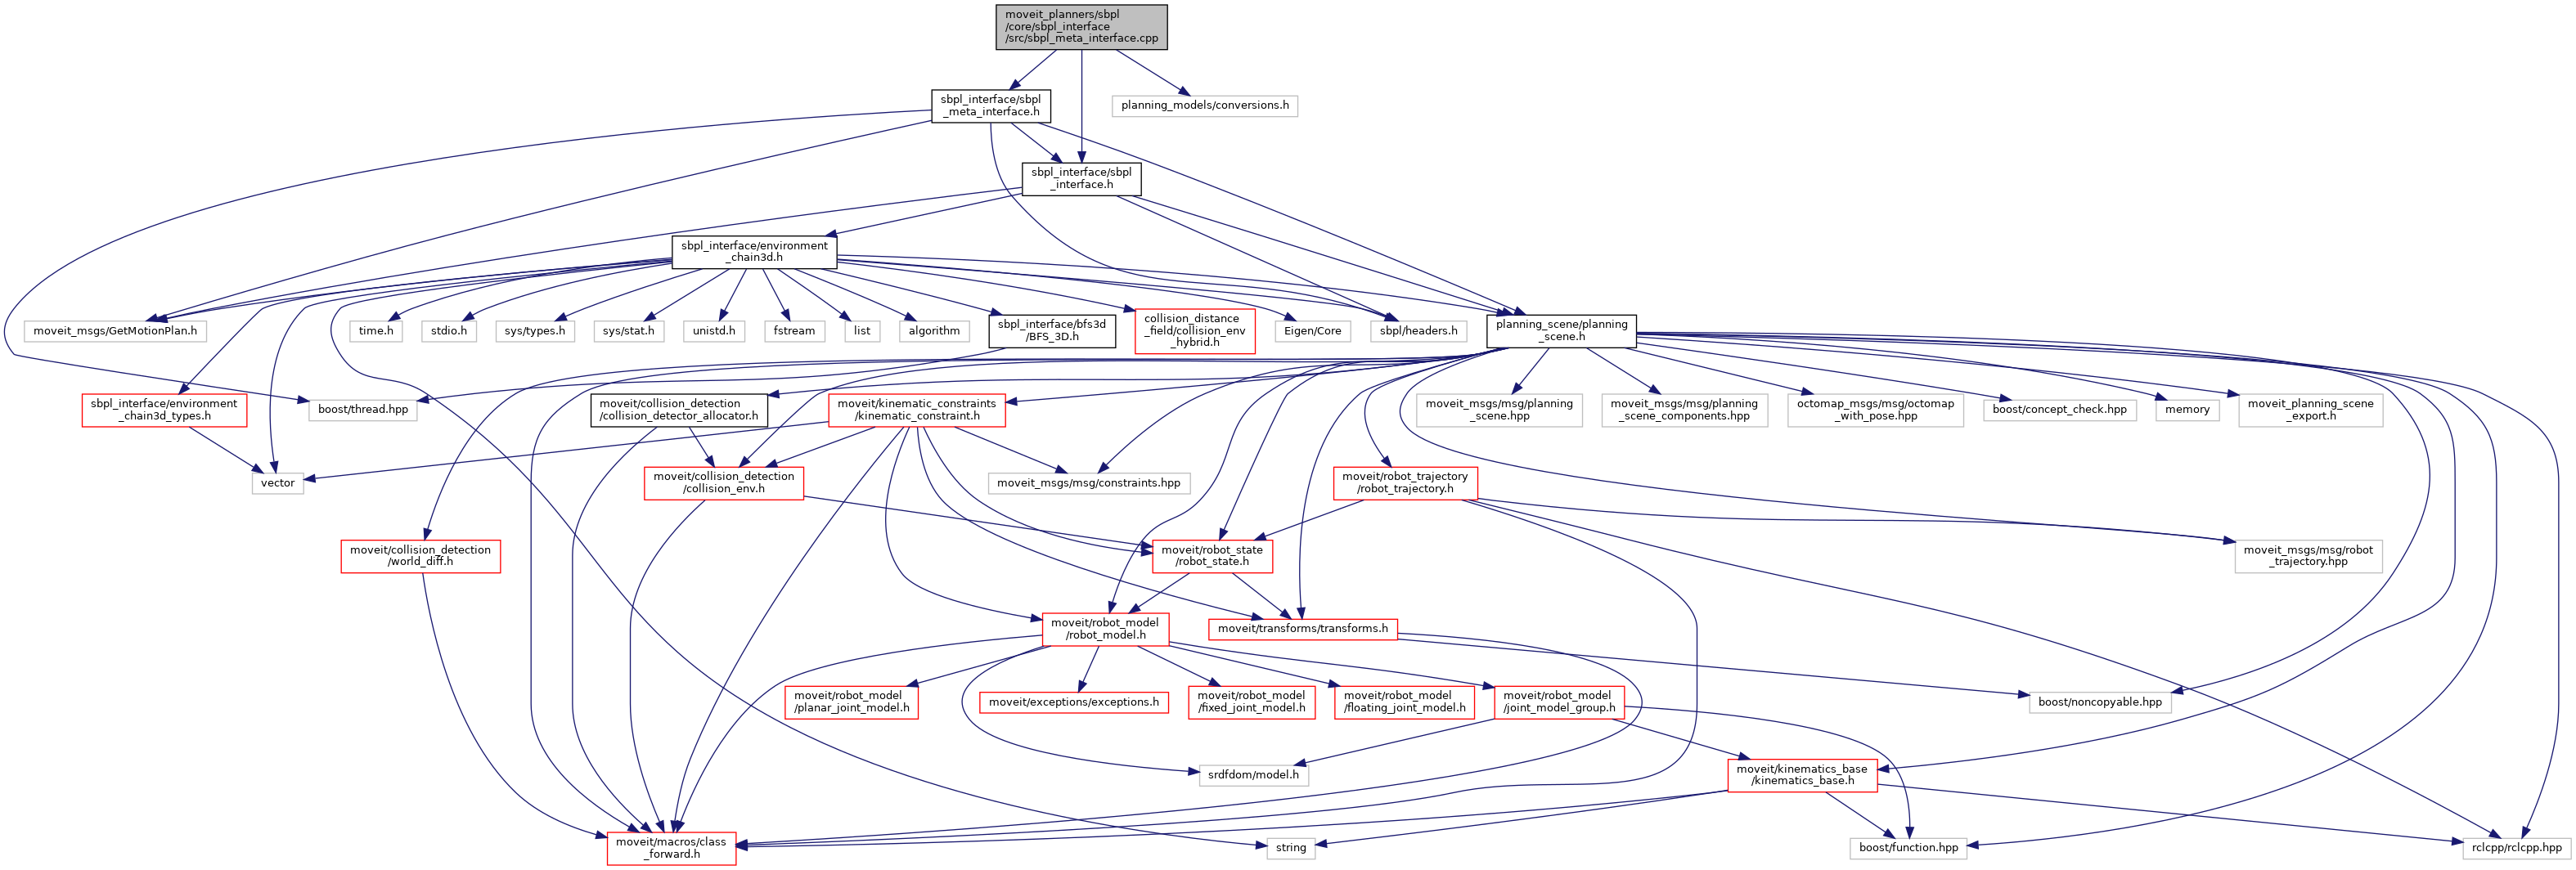 moveit_planners/sbpl
/core/sbpl_interface
/src/sbpl_meta_interface.cpp
sbpl_interface/sbpl
_meta_interface.h
planning_models/conversions.h
sbpl_interface/sbpl
_interface.h
sbpl_interface/environment
_chain3d.h
moveit_msgs/GetMotionPlan.h
time.h
stdio.h
sys/types.h
sys/stat.h
unistd.h
fstream
list
algorithm
sbpl_interface/bfs3d
/BFS_3D.h
collision_distance
_field/collision_env
_hybrid.h
Eigen/Core
sbpl/headers.h
planning_scene/planning
_scene.h
sbpl_interface/environment
_chain3d_types.h
boost/thread.hpp
moveit/collision_detection
/collision_detector_allocator.h
moveit/kinematic_constraints
/kinematic_constraint.h
moveit_msgs/msg/planning
_scene.hpp
moveit_msgs/msg/planning
_scene_components.hpp
octomap_msgs/msg/octomap
_with_pose.hpp
boost/concept_check.hpp
memory
moveit_planning_scene
_export.h
vector
moveit/collision_detection
/collision_env.h
moveit_msgs/msg/constraints.hpp
moveit/robot_trajectory
/robot_trajectory.h
moveit/collision_detection
/world_diff.h
moveit/robot_state
/robot_state.h
moveit_msgs/msg/robot
_trajectory.hpp
moveit/robot_model
/robot_model.h
moveit/transforms/transforms.h
moveit/robot_model
/planar_joint_model.h
moveit/exceptions/exceptions.h
moveit/robot_model
/fixed_joint_model.h
moveit/robot_model
/floating_joint_model.h
moveit/robot_model
/joint_model_group.h
boost/noncopyable.hpp
srdfdom/model.h
moveit/kinematics_base
/kinematics_base.h
moveit/macros/class
_forward.h
string
boost/function.hpp
rclcpp/rclcpp.hpp